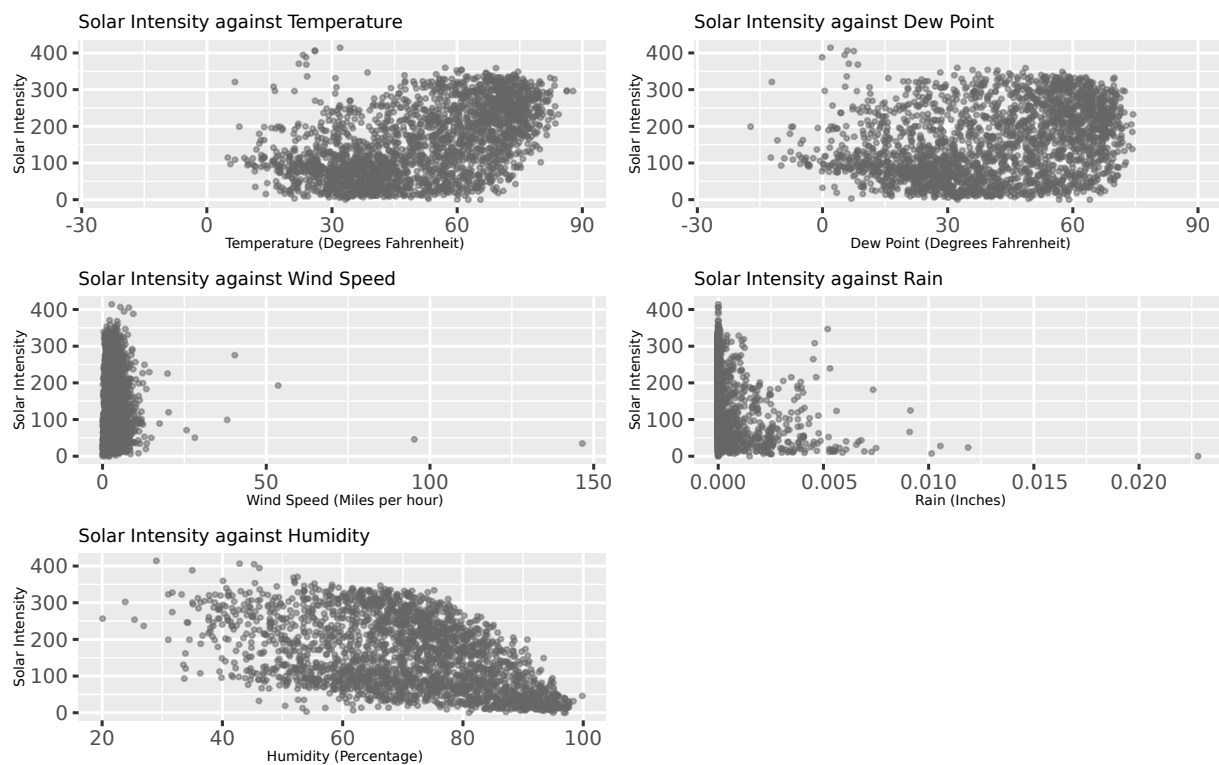 Solar Intensity against Temperature
Solar Intensity
400
300
200
100
0
-30 0 30 60 90
Temperature (Degrees Fahrenheit)
Solar Intensity against Dew Point
Solar Intensity
400
300
200
100
0
-30 0 30 60 90
Dew Point (Degrees Fahrenheit)
Solar Intensity against Wind Speed
Solar Intensity
400
300
200
100
0
0 50 100 150
Wind Speed (Miles per hour)
Solar Intensity against Rain
Solar Intensity
400
300
200
100
0
0.000 0.005 0.010 0.015 0.020
Rain (Inches)
Solar Intensity against Humidity
Solar Intensity
400
300
200
100
0
20 40 60 80 100
Humidity (Percentage)